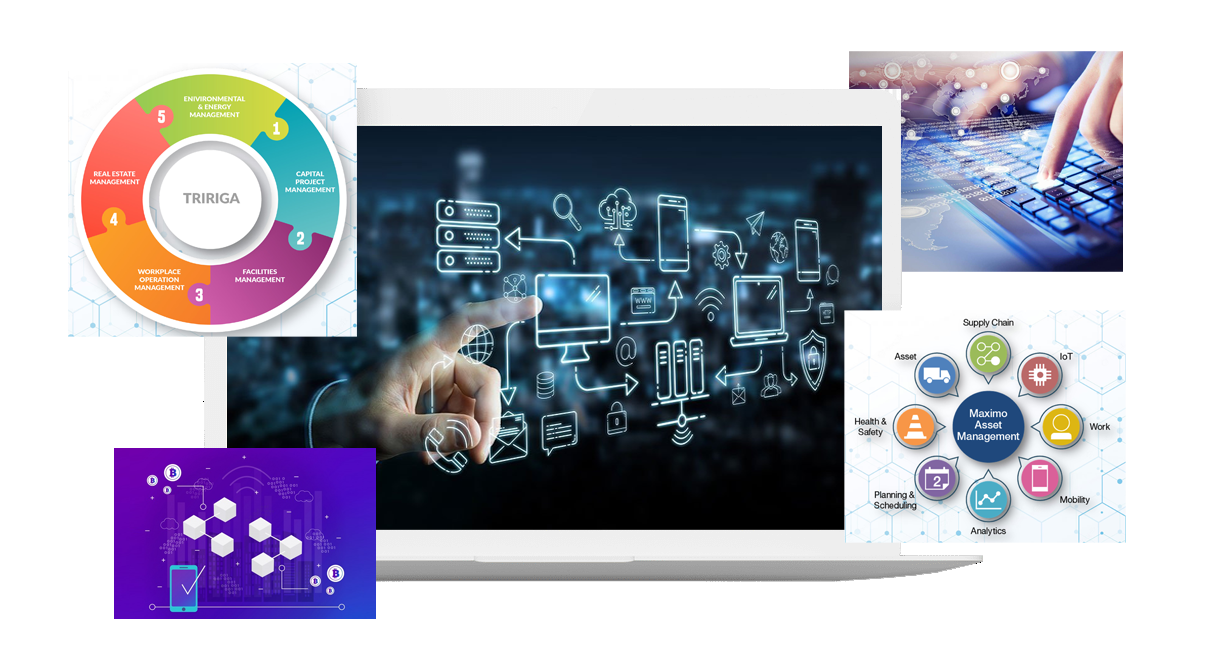 ENIVIRONMENTAL
& ENERGY
MANAGEMENT
5
1
REAL ESTATE
MANAGEMENT
CAPITAL
PROJECT
MANAGEMENT
TRIRIGA
4
2
WORKPLACE
OPERATION
MANAGEMENT
FACILITIES
MANAGEMENT
3
WWW
@
Supply Chain
Asset
IoT
Maximo
Asset
Management
Health &
Safety
Work
2
Planning &
Scheduling
Mobility
Analytics